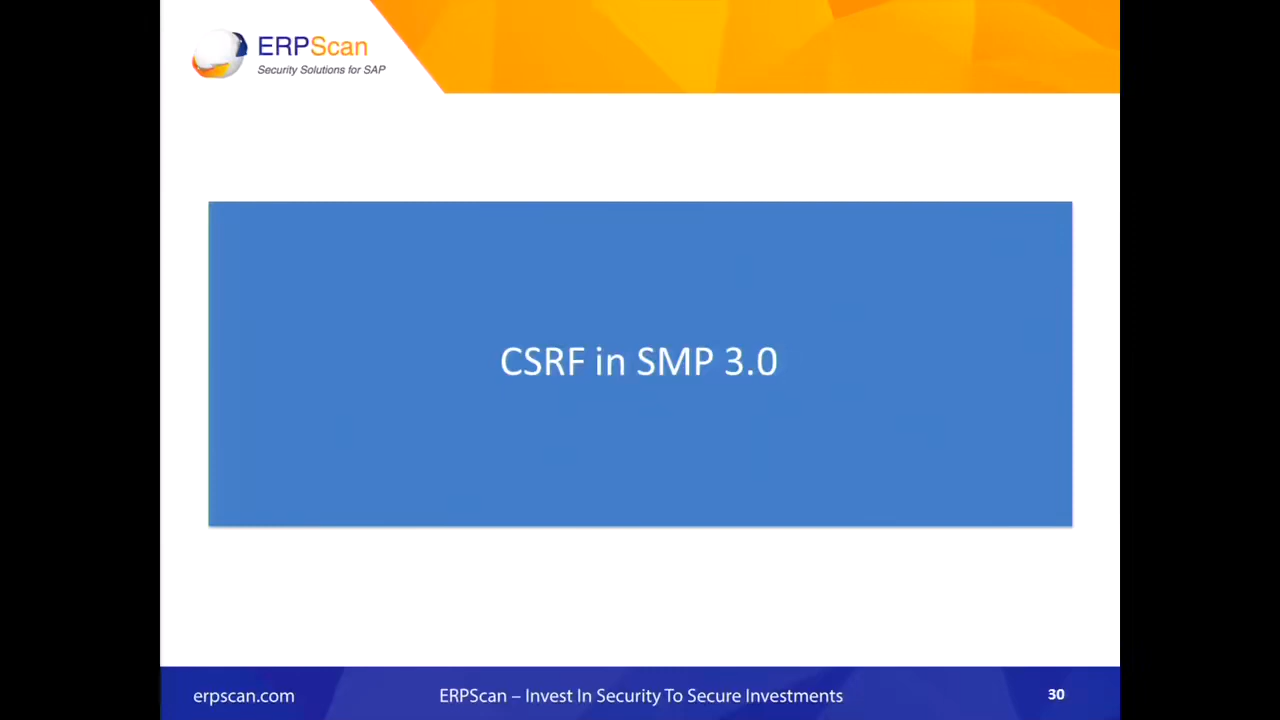 ERPScan
Security Solutions for SAP
CSRF in SMP 3.0
erpscan.com
ERPScan – Invest In Security To Secure Investments
30